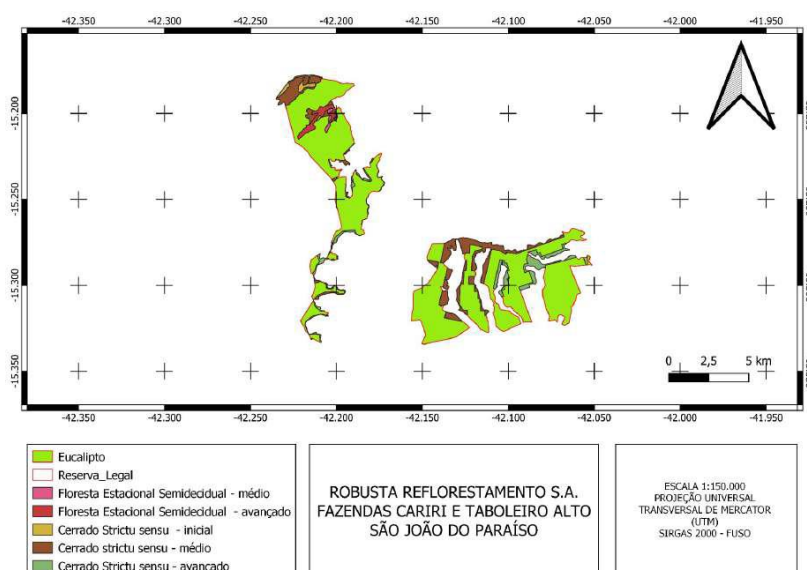 -42.350 -42.300 -42.250 -42.200 -42.150 -42.100 -42.050 -42.000 -41.950
-15.200
-15.250
-15.300
-15.350
0 2,5 5 km
-42.350 -42.300 -42.250 -42.200 -42.150 -42.100 -42.050 -42.000 -41.950
Eucalipto
Reserva_Legal
Floresta Estacional Semidecidual - médio
Floresta Estacional Semidecidual - avançado
Cerrado Strictu sensu - inicial
Cerrado strictu sensu - médio
Cerrado Strictu sensu - avançado
ROBUSTA REFLORESTAMENTO S.A.
FAZENDAS CARIRI E TABOLEIRO ALTO
SÃO JOÃO DO PARAÍSO
ESCALA 1:150.000
PROJEÇÃO UNIVERSAL
TRANSVERSAL DE MERCATOR
(UTM)
SIRGAS 2000 - FUSO